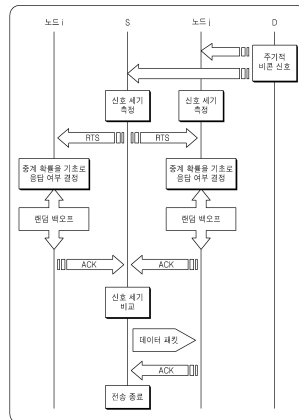 노드 i
S
노드 j
D
주기적
비콘 신호
신호 세기
측정
신호 세기
측정
RTS
RTS
중계 확률을 기초로
응답 여부 결정
중계 확률을 기초로
응답 여부 결정
랜덤 백오프
랜덤 백오프
ACK
ACK
신호 세기
비교
데이터 패킷
ACK
전송 종료